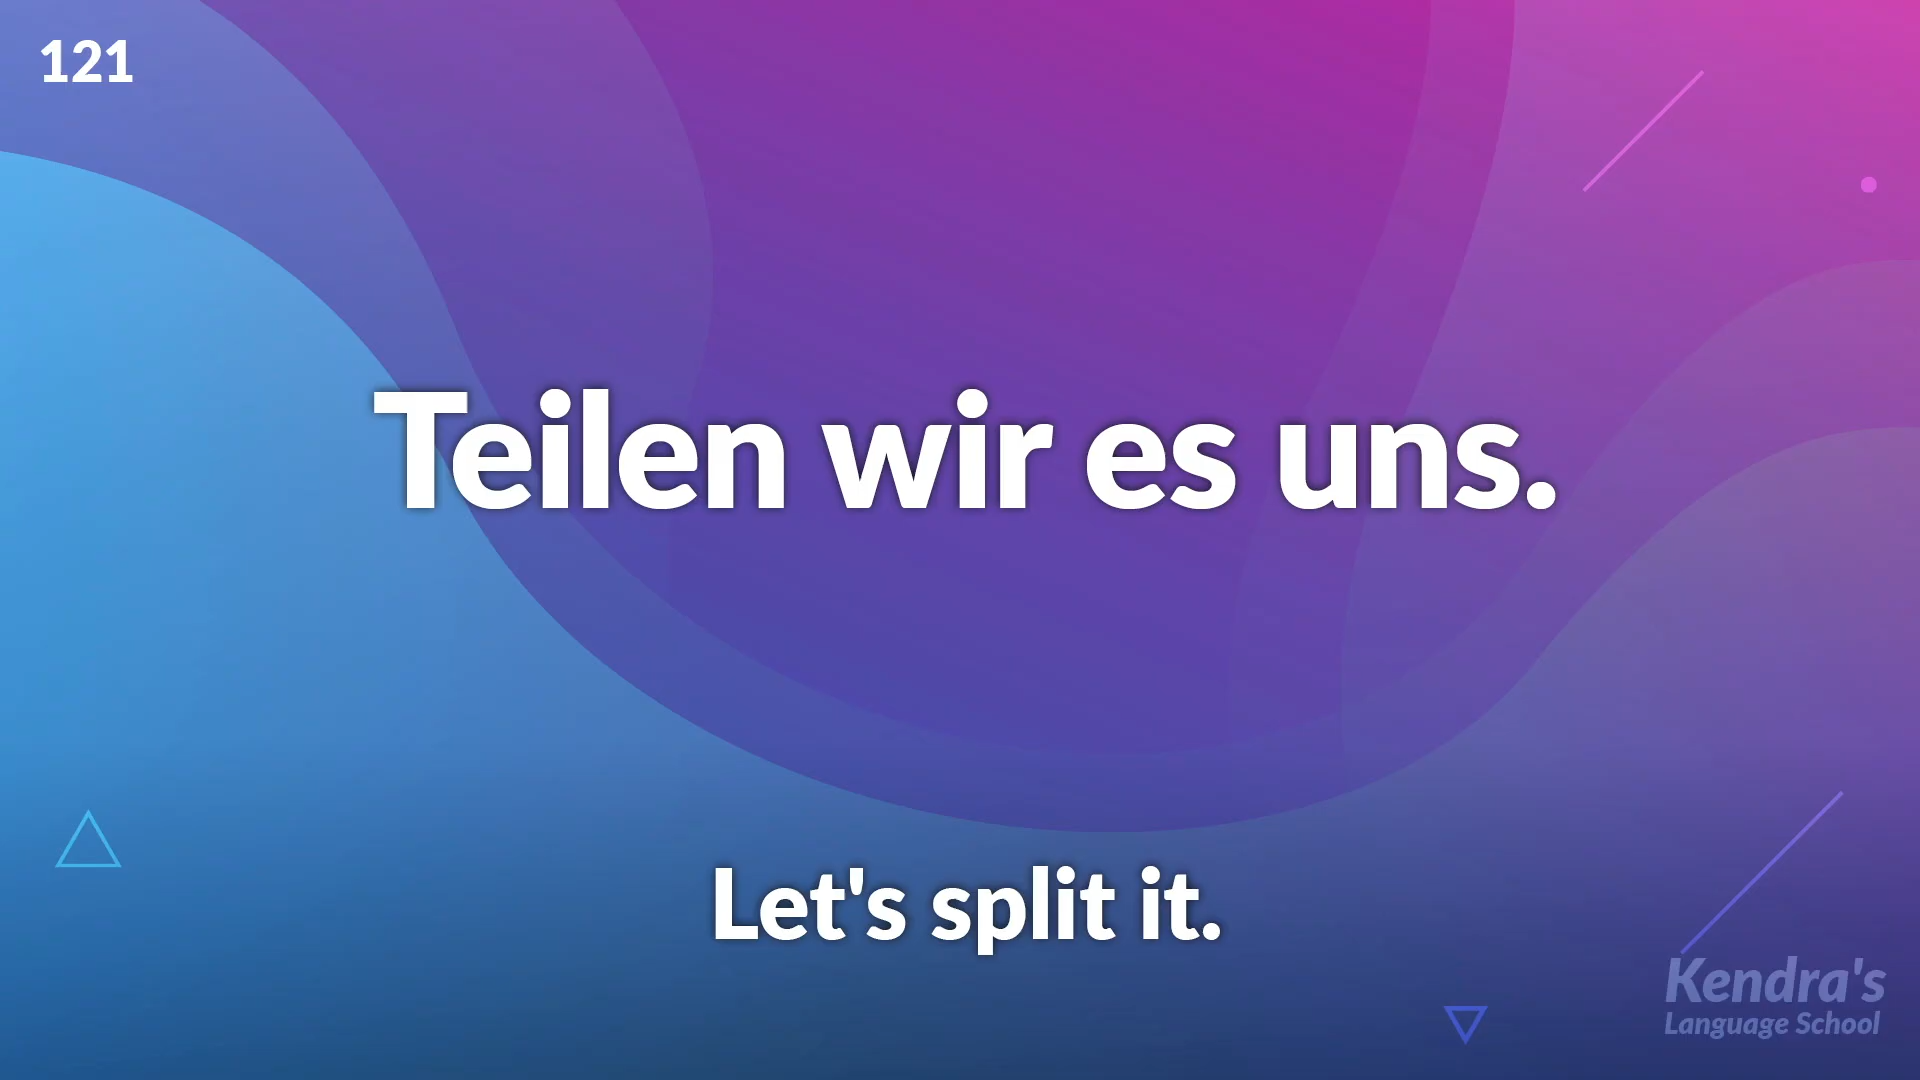 121
Teilen wir es uns.
Let's split it.
Kendra's
Language School